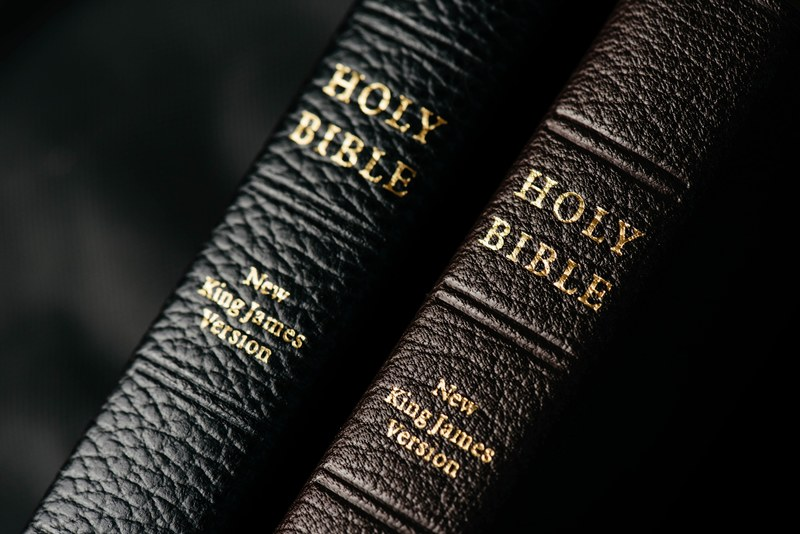 HOLY
BIBLE
New
King James
Version
HOLY
BIBLE
New
King James
Version